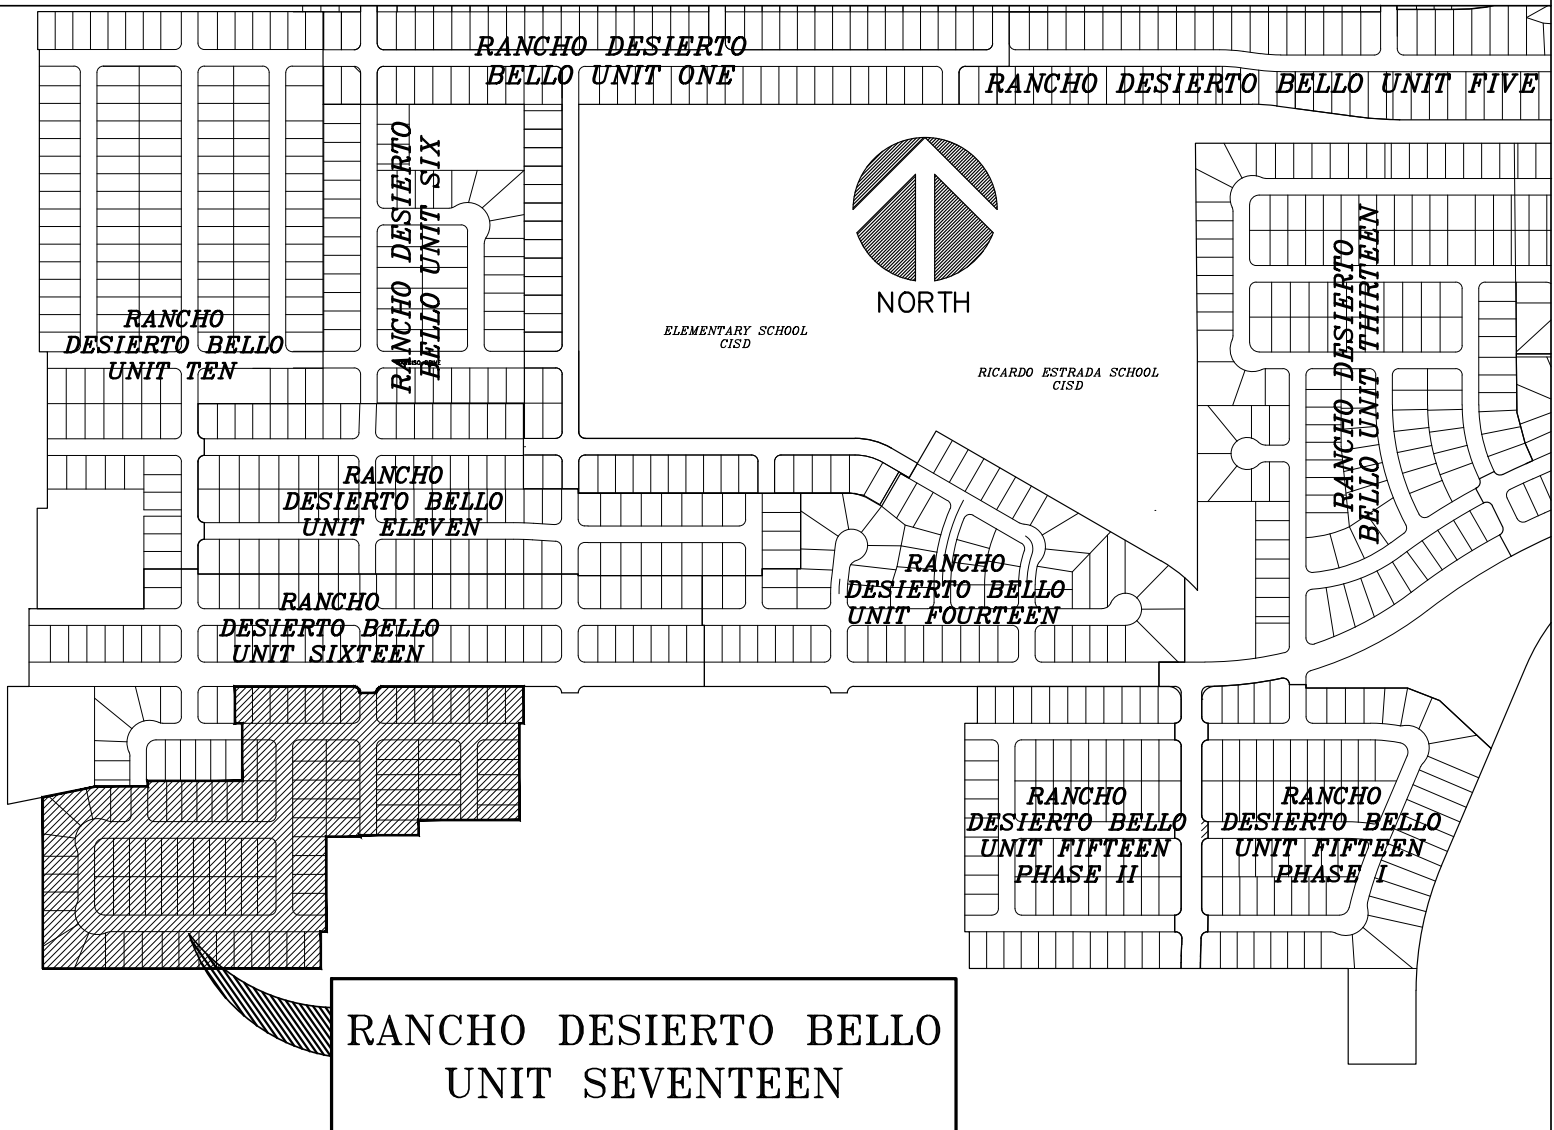 RANCHO DESIERTO
BELLO UNIT ONE
RANCHO DESIERTO BELLO UNIT FIVE
RANCHO DESIERTO
BELLO UNIT SIX
NORTH
RANCHO DESIERTO
BELLO UNIT THIRTEEN
RANCHO
DESIERTO BELLO
UNIT TEN
ELEMENTARY SCHOOL
CISD
RICARDO ESTRADA SCHOOL
CISD
RANCHO
DESIERTO BELLO
UNIT ELEVEN
RANCHO
DESIERTO BELLO
UNIT FOURTEEN
RANCHO
DESIERTO BELLO
UNIT SIXTEEN
RANCHO
DESIERTO BELLO
UNIT FIFTEEN
PHASE II
RANCHO
DESIERTO BELLO
UNIT FIFTEEN
PHASE I
RANCHO DESIERTO BELLO
UNIT SEVENTEEN